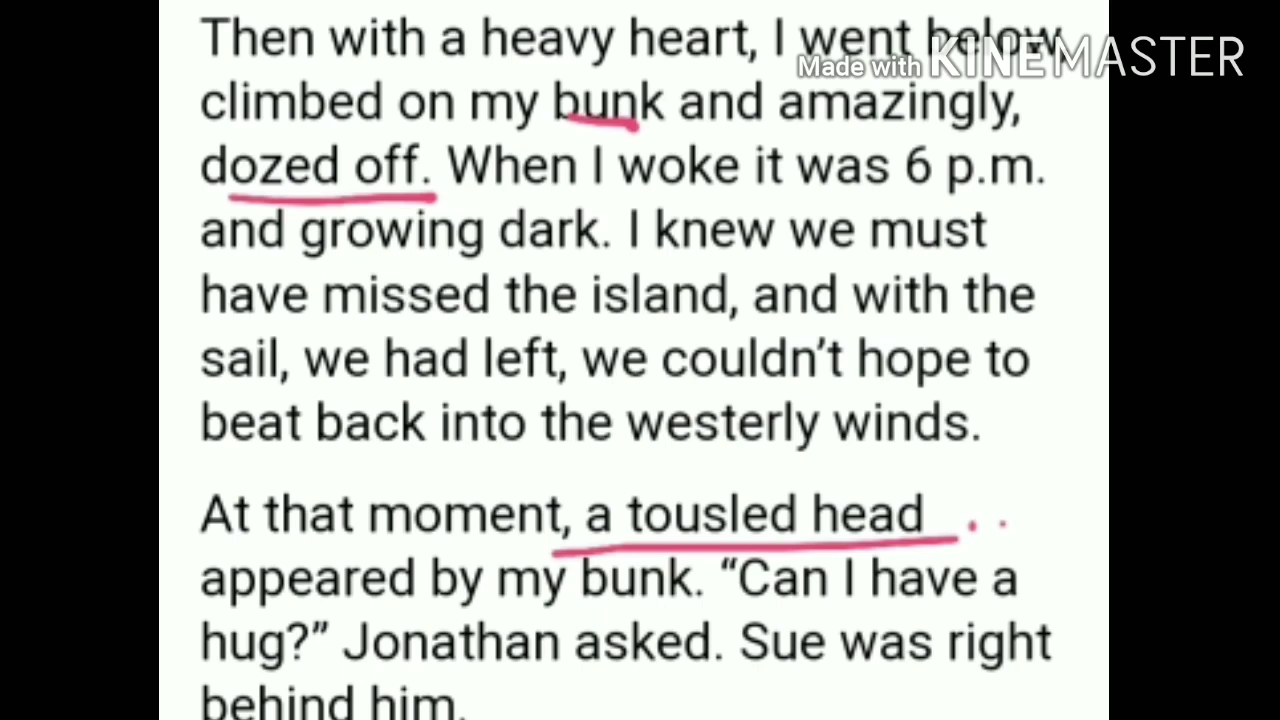 Then with a heavy heart, I went below,
Made with KINEMASTER
climbed on my bunk and amazingly,
dozed off. When I woke it was 6 p.m.
and growing dark. I knew we must
have missed the island, and with the
sail, we had left, we couldn’t hope to
beat back into the westerly winds.
At that moment, a tousled head
appeared by my bunk. “Can I have a
hug?” Jonathan asked. Sue was right
behind him.